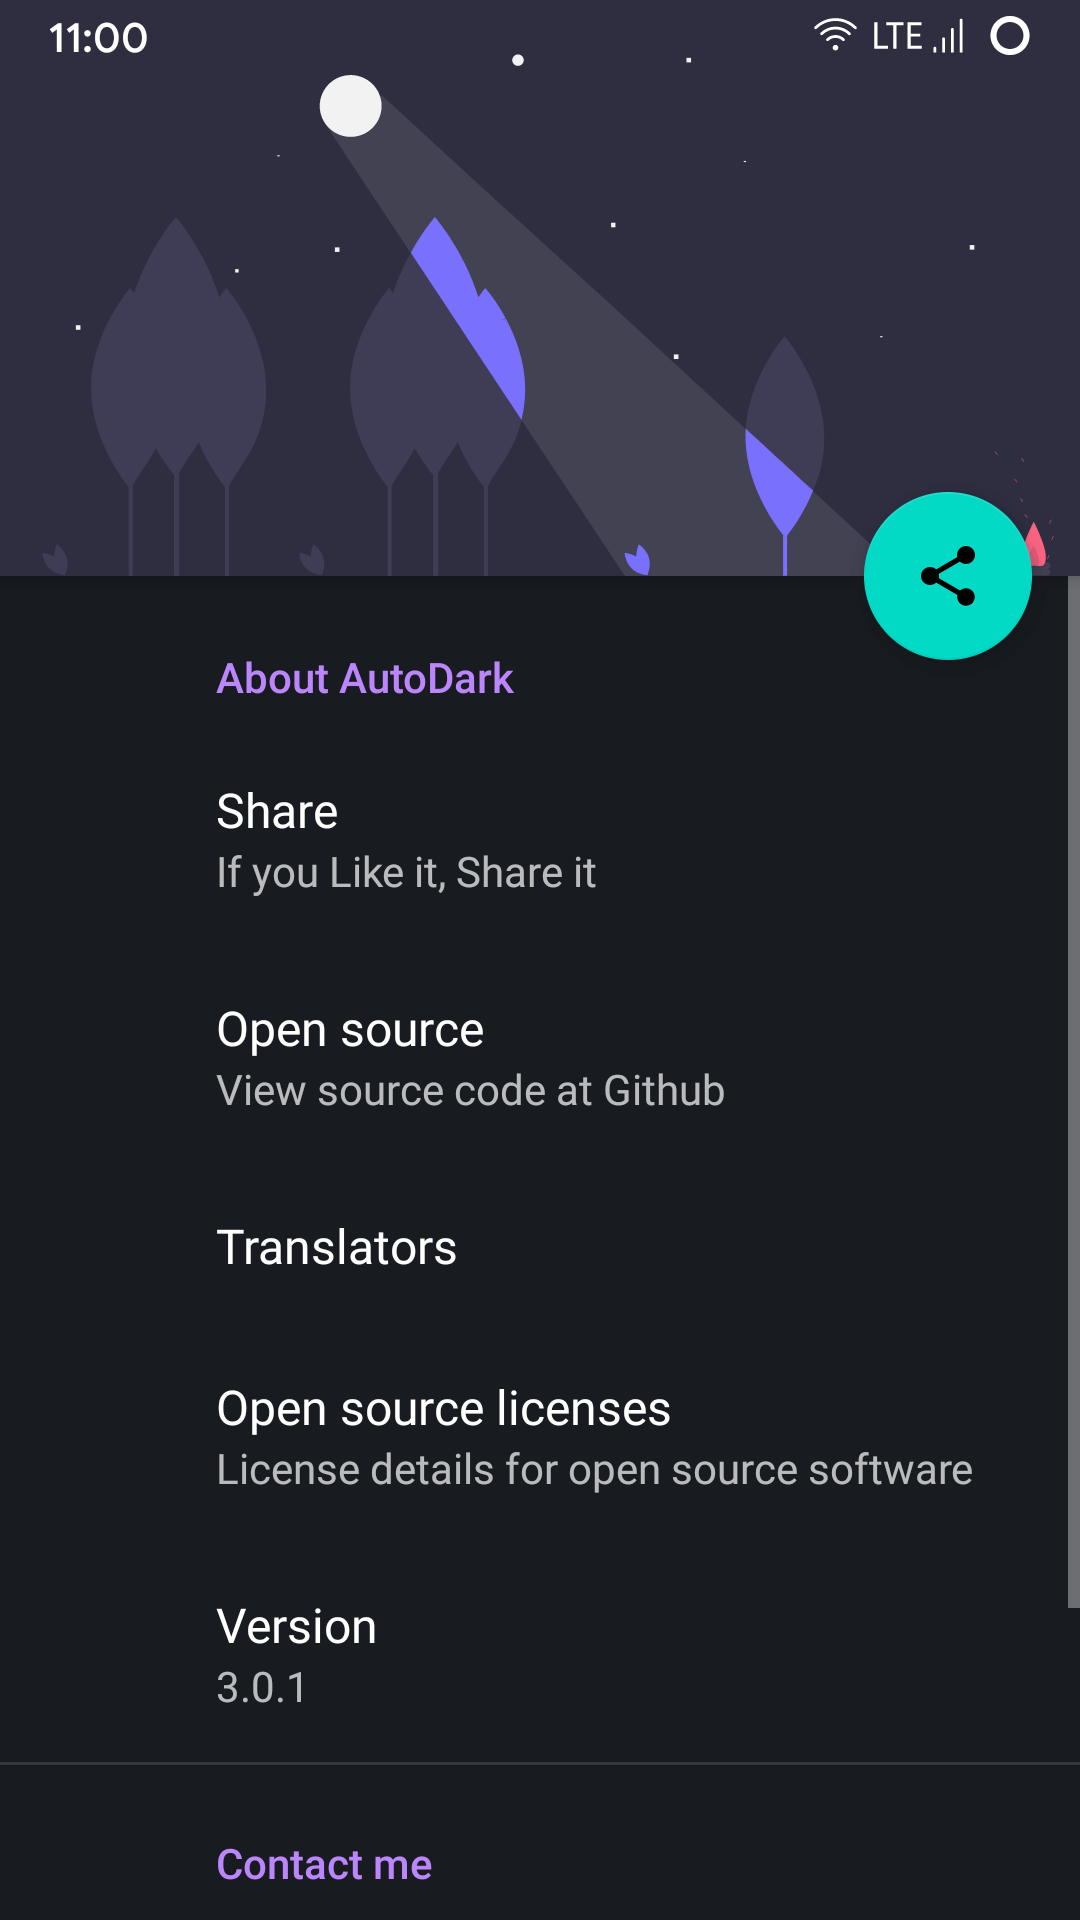 11:00
LTE
About AutoDark
Share
If you Like it, Share it
Open source
View source code at Github
Translators
Open source licenses
License details for open source software
Version
3.0.1
Contact me